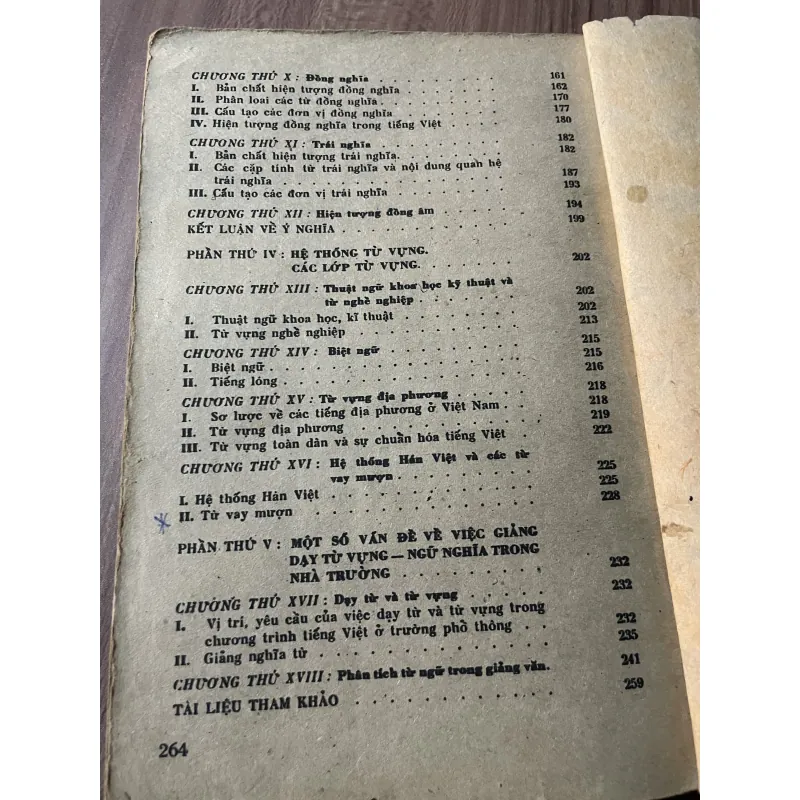 CHƯƠNG THỨ X : Đồng nghĩa . . . . . . . . 161
I. Bản chất hiện tượng đồng nghĩa . . . . . . 162
II. Phân loại các từ đồng nghĩa . . . . . . . 170
III. Cấu tạo các đơn vị đồng nghĩa . . . . . . 177
IV. Hiện tượng đồng nghĩa trong tiếng Việt . . . . 180
CHƯƠNG THỨ XI : Trái nghĩa . . . . . . . . 182
I. Bản chất hiện tượng trái nghĩa . . . . . . 182
II. Các cặp tính từ trái nghĩa và nội dung quan hệ
trái nghĩa . . . . . . . . . . 187
III. Cấu tạo các đơn vị trái nghĩa . . . . . . 193
CHƯƠNG THỨ XII : Hiện tượng đồng âm . . . . . 194
KẾT LUẬN VỀ Ý NGHĨA . . . . . . . . . 199
PHẦN THỨ IV : HỆ THỐNG TỪ VỰNG.
CÁC LỚP TỪ VỰNG. . . . . . 202
CHƯƠNG THỨ XIII : Thuật ngữ khoa học kỹ thuật và
từ nghề nghiệp . . . . . . 202
I. Thuật ngữ khoa học, kĩ thuật . . . . . . 202
II. Từ vựng nghề nghiệp . . . . . . . . 213
CHƯƠNG THỨ XIV : Biệt ngữ . . . . . . . . 215
I. Biệt ngữ . . . . . . . . . . . 215
II. Tiếng lóng . . . . . . . . . . 216
CHƯƠNG THỨ XV : Từ vựng địa phương . . . . . 218
I. Sơ lược về các tiếng địa phương ở Việt Nam . . 218
II. Từ vựng địa phương . . . . . . . . 219
III. Từ vựng toàn dân và sự chuẩn hóa tiếng Việt . 222
CHƯƠNG THỨ XVI : Hệ thống Hán Việt và các từ
vay mượn . . . . . . . 225
I. Hệ thống Hán Việt . . . . . . . . . 225
II. Từ vay mượn . . . . . . . . . . 228
PHẦN THỨ V : MỘT SỐ VẤN ĐỀ VỀ VIỆC GIẢNG
DẠY TỪ VỰNG — NGỮ NGHĨA TRONG
NHÀ TRƯỜNG . . . . . . . 232
CHƯƠNG THỨ XVII : Dạy từ và từ vựng . . . . . 232
I. Vị trí, yêu cầu của việc dạy từ và từ vựng trong
chương trình tiếng Việt ở trường phổ thông . . 232
II. Giảng nghĩa từ . . . . . . . . . 235
CHƯƠNG THỨ XVIII : Phân tích từ ngữ trong giảng văn. 241
TÀI LIỆU THAM KHẢO . . . . . . . . . 259
264